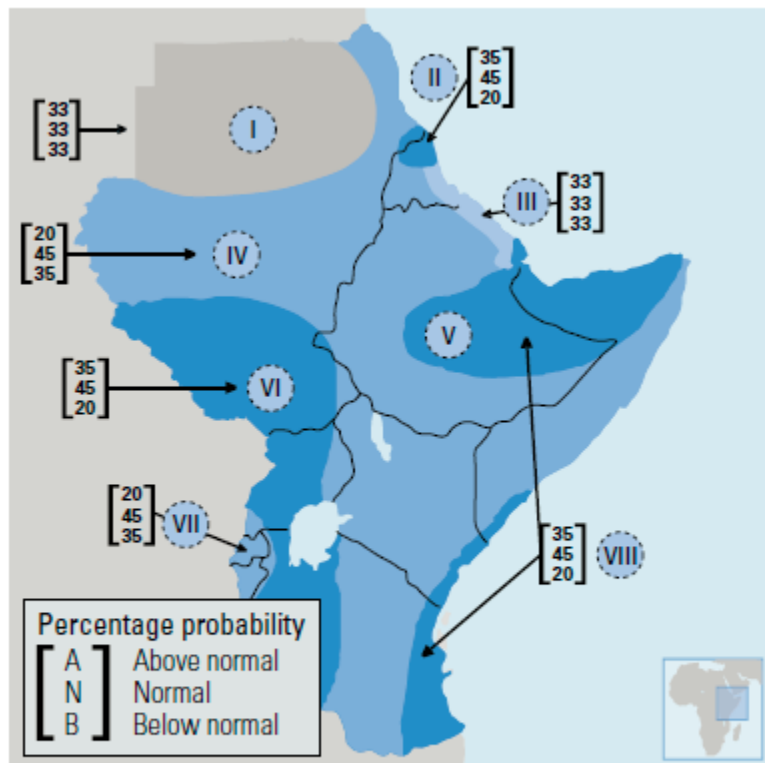 II
35
45
20
33
33
33
I
III
33
33
33
20
45
35
IV
V
35
45
20
VI
20
45
35
VII
35
45
20
VIII
Percentage probability
A Above normal
N Normal
B Below normal